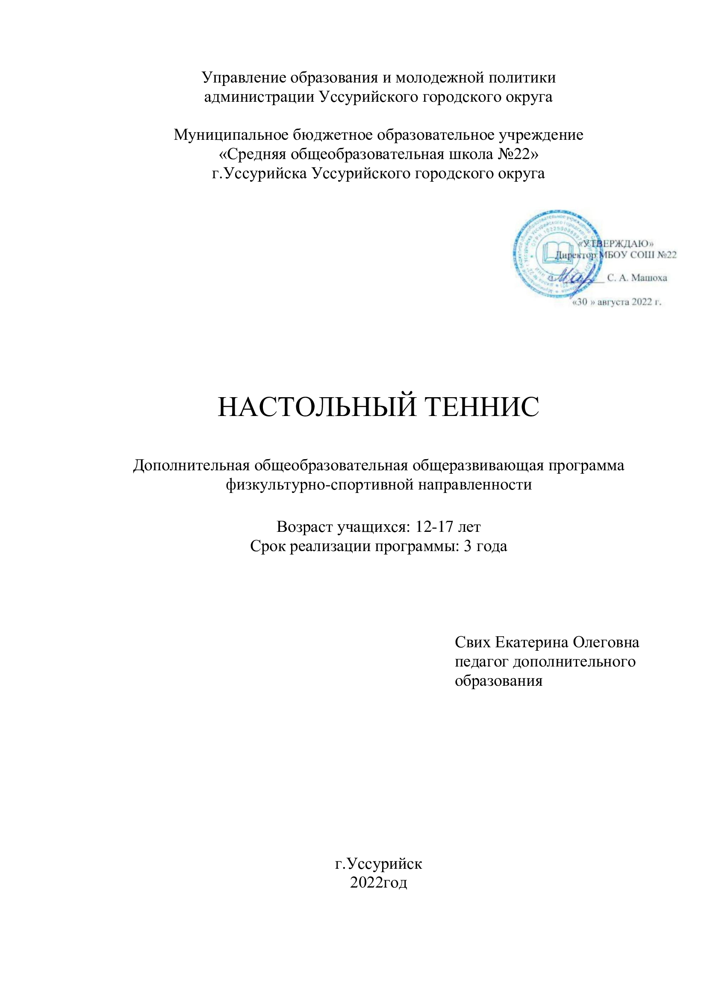 Управление образования и молодежной политики
администрации Уссурийского городского округа
Муниципальное бюджетное образовательное учреждение
«Средняя общеобразовательная школа №22»
г.Уссурийска Уссурийского городского округа
«УТВЕРЖДАЮ»
Директор МБОУ СОШ №22
С. А. Машоха
«30 » августа 2022 г.
НАСТОЛЬНЫЙ ТЕННИС
Дополнительная общеобразовательная общеразвивающая программа
физкультурно-спортивной направленности
Возраст учащихся: 12-17 лет
Срок реализации программы: 3 года
Свих Екатерина Олеговна
педагог дополнительного
образования
г.Уссурийск
2022год